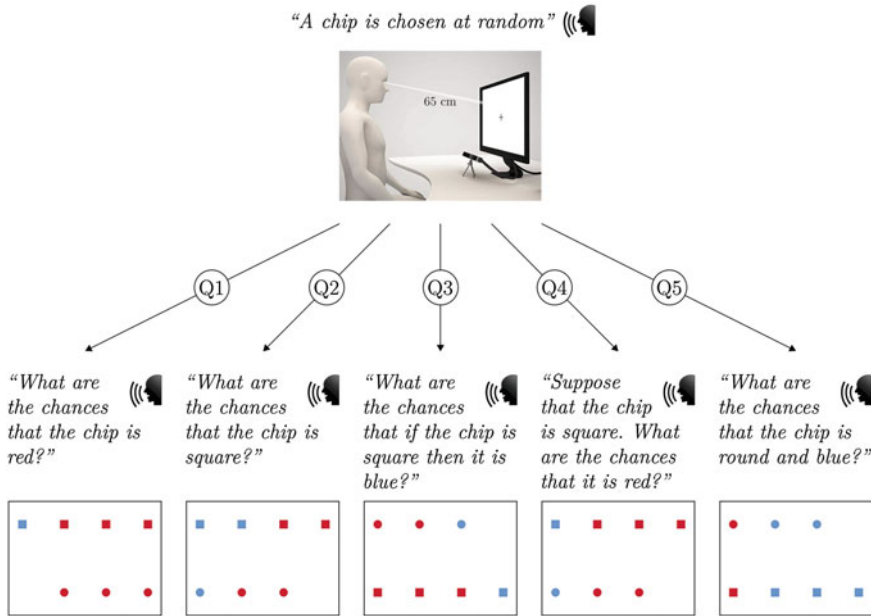 “A chip is chosen at random”
65 cm
Q1
Q2
Q3
Q4
Q5
“What are
the chances
that the chip is
red?”
“What are
the chances
that the chip is
square?”
“What are
the chances
that if the chip is
square then it is
blue?”
“Suppose
that the chip
is square. What
are the chances
that it is red?”
“What are
the chances
that the chip is
round and blue?”